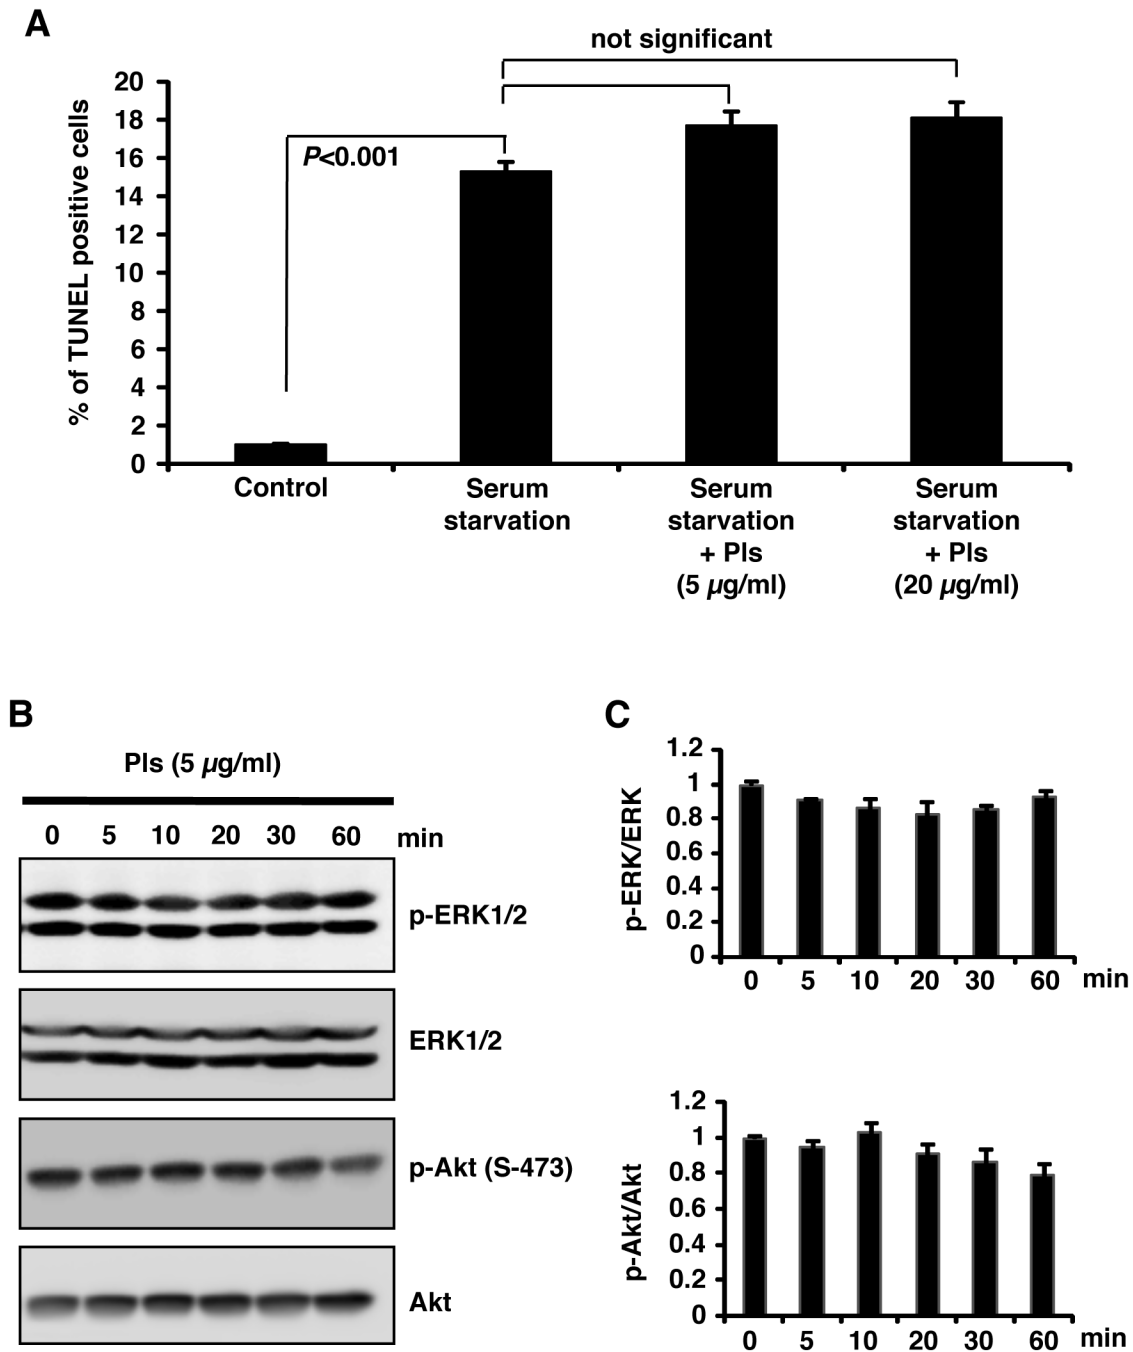 A
not significant
P<0.001
% of TUNEL positive cells
20
18
16
14
12
10
8
6
4
2
0
Control
Serum
starvation
Serum
starvation
+ Pls
(5 µg/ml)
Serum
starvation
+ Pls
(20 µg/ml)
B
Pls (5 µg/ml)
0 5 10 20 30 60 min
p-ERK1/2
ERK1/2
p-Akt (S-473)
Akt
C
p-ERK/ERK
1.2
1
0.8
0.6
0.4
0.2
0
0 5 10 20 30 60 min
p-Akt/Akt
1.2
1
0.8
0.6
0.4
0.2
0
0 5 10 20 30 60 min